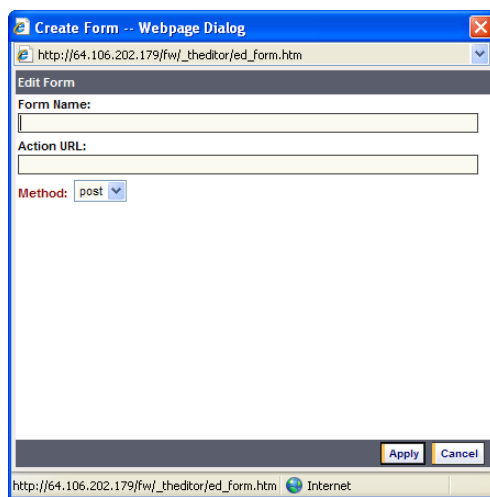 Create Form -- Webpage Dialog
http://64.106.202.179/fw/_theditor/ed_form.htm
Edit Form
Form Name:
Action URL:
Method: post
Apply Cancel
http://64.106.202.179/fw/_theditor/ed_form.htm Internet